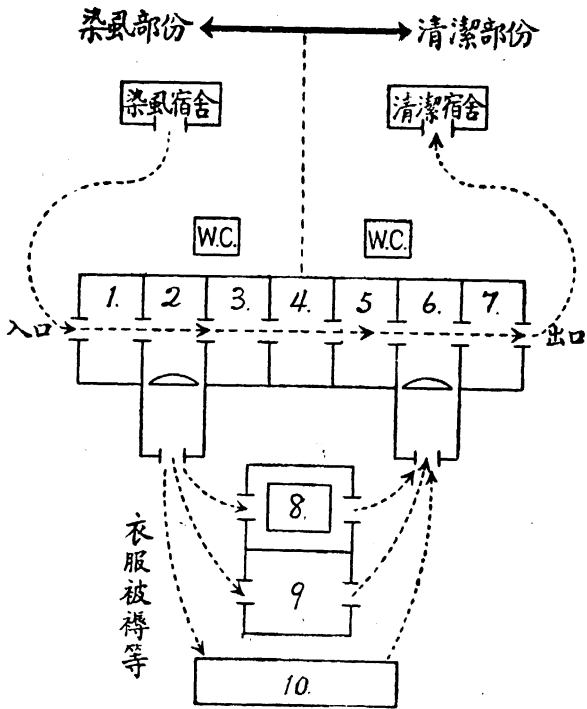 染虱部份 清潔部份
染虱宿舍 清潔宿舍
W.C. W.C.
1. 2 3. 4. 5 6. 7.
入口 出口
8.
衣服被褥等
9
10.